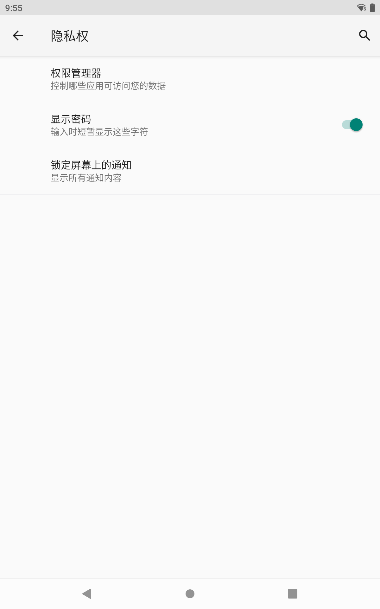 9:55
隐私权
权限管理器
控制哪些应用可访问您的数据
显示密码
输入时短暂显示这些字符
锁定屏幕上的通知
显示所有通知内容